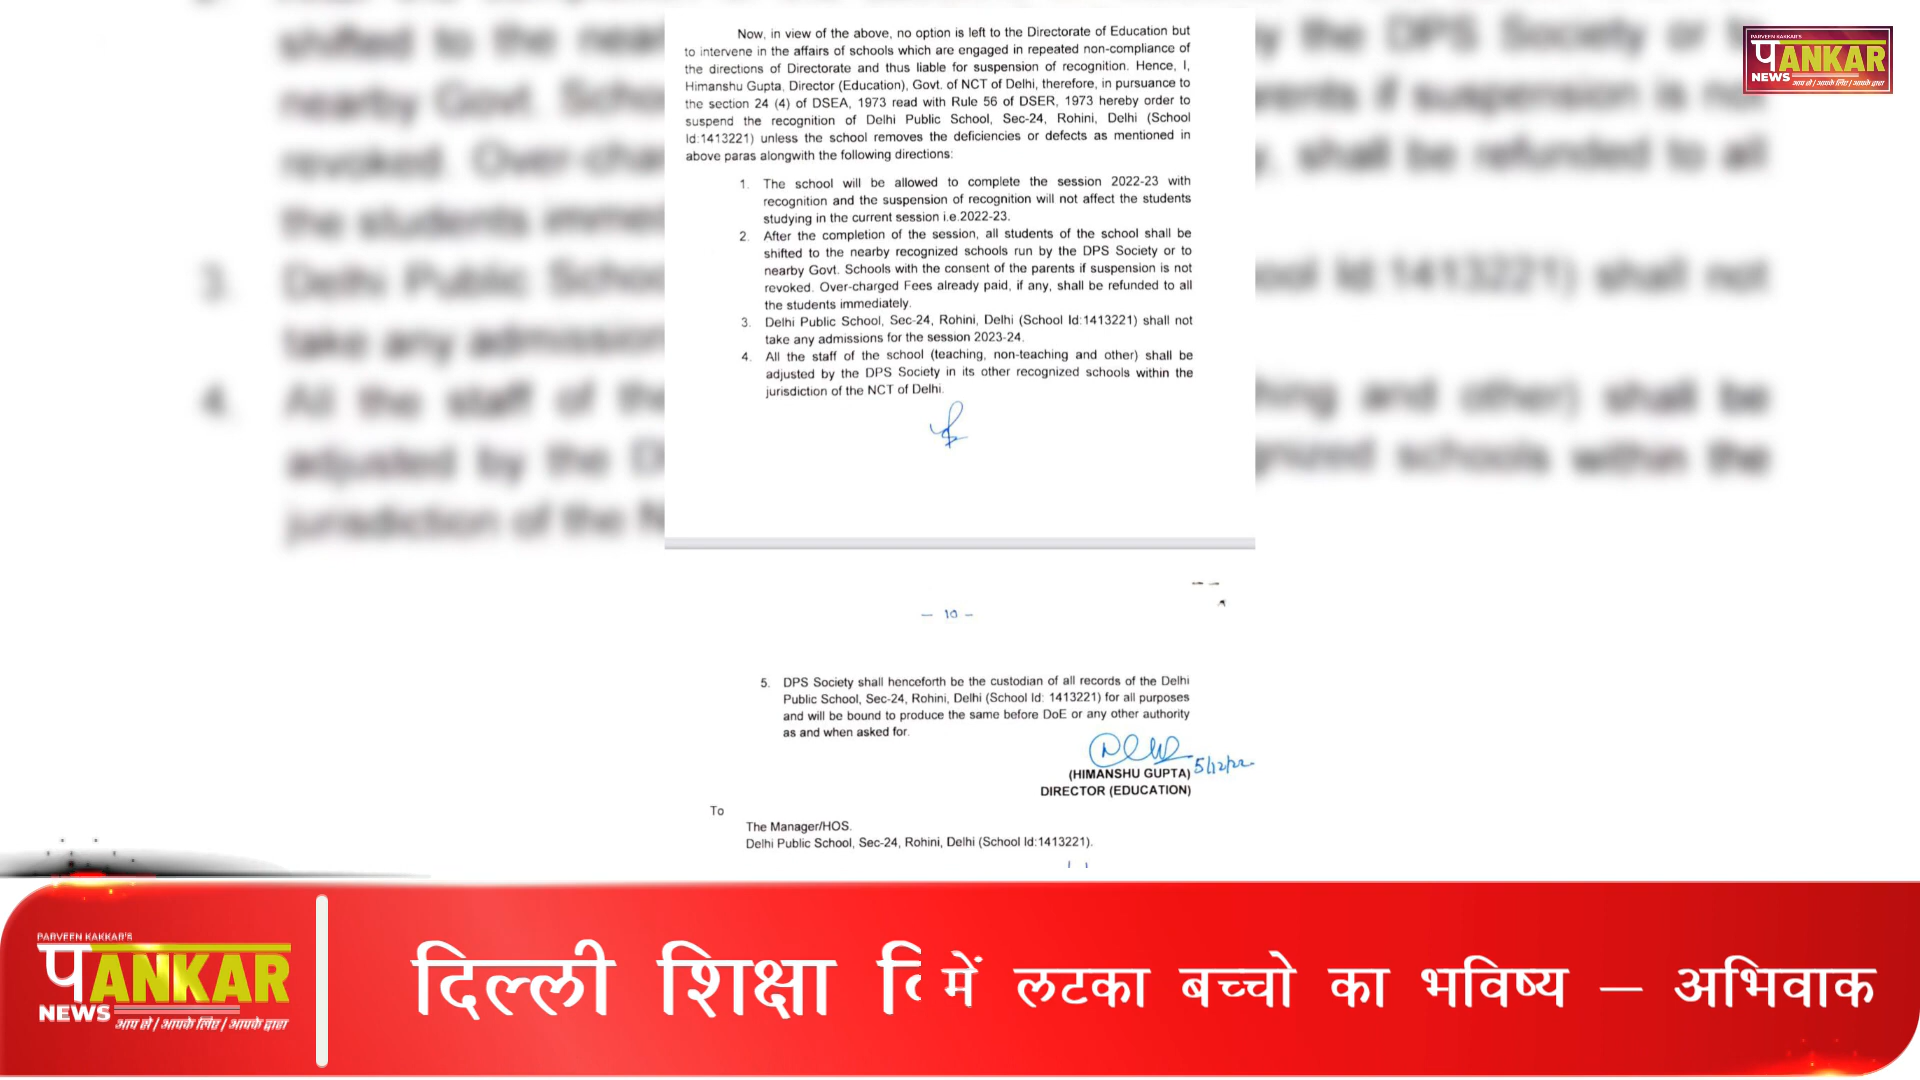 Now, in view of the above, no option is left to the Directorate of Education but
to intervene in the affairs of schools which are engaged in repeated non-compliance of
the directions of Directorate and thus liable for suspension of recognition. Hence, I,
Himanshu Gupta, Director (Education), Govt. of NCT of Delhi, therefore, in pursuance to
the section 24 (4) of DSEA, 1973 read with Rule 56 of DSER, 1973 hereby order to
suspend the recognition of Delhi Public School, Sec-24, Rohini, Delhi (School
Id:1413221) unless the school removes the deficiencies or defects as mentioned in
above paras alongwith the following directions:
1. The school will be allowed to complete the session 2022-23 with
recognition and the suspension of recognition will not affect the students
studying in the current session i.e.2022-23.
2. After the completion of the session, all students of the school shall be
shifted to the nearby recognized schools run by the DPS Society or to
nearby Govt. Schools with the consent of the parents if suspension is not
revoked. Over-charged Fees already paid, if any, shall be refunded to all
the students immediately.
3. Delhi Public School, Sec-24, Rohini, Delhi (School Id:1413221) shall not
take any admissions for the session 2023-24.
4. All the staff of the school (teaching, non-teaching and other) shall be
adjusted by the DPS Society in its other recognized schools within the
jurisdiction of the NCT of Delhi.
– 10 –
5. DPS Society shall henceforth be the custodian of all records of the Delhi
Public School, Sec-24, Rohini, Delhi (School Id: 1413221) for all purposes
and will be bound to produce the same before DoE or any other authority
as and when asked for.
5/12/22
(HIMANSHU GUPTA)
DIRECTOR (EDUCATION)
To
The Manager/HOS.
Delhi Public School, Sec-24, Rohini, Delhi (School Id:1413221).
PARVEEN KAKKAR'S
पANKAR
NEWS
आप से / आपके लिए / आपके द्वारा
PARVEEN KAKKAR'S
पANKAR
NEWS
आप से / आपके लिए / आपके द्वारा
दिल्ली शिक्षा में लटका बच्चो का भविष्य – अभिवाक